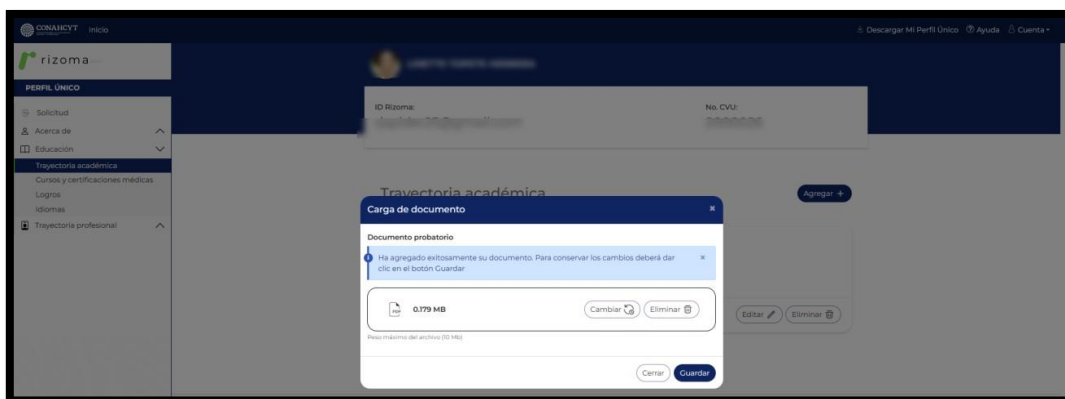 CONAHCYT Inicio
Descargar Mi Perfil Único Ayuda Cuenta
rizoma
PERFIL ÚNICO
Solicitud
Acerca de
Educación
Trayectoria académica
Cursos y certificaciones médicas
Logros
Idiomas
Trayectoria profesional
ID Rizoma:
No. CVU:
Trayectoria académica
Agregar +
Carga de documento
Documento probatorio
Ha agregado exitosamente su documento. Para conservar los cambios deberá dar
clic en el botón Guardar
PDF 0.179 MB Cambiar Eliminar
Peso máximo del archivo (10 Mb)
Cerrar Guardar
Editar Eliminar